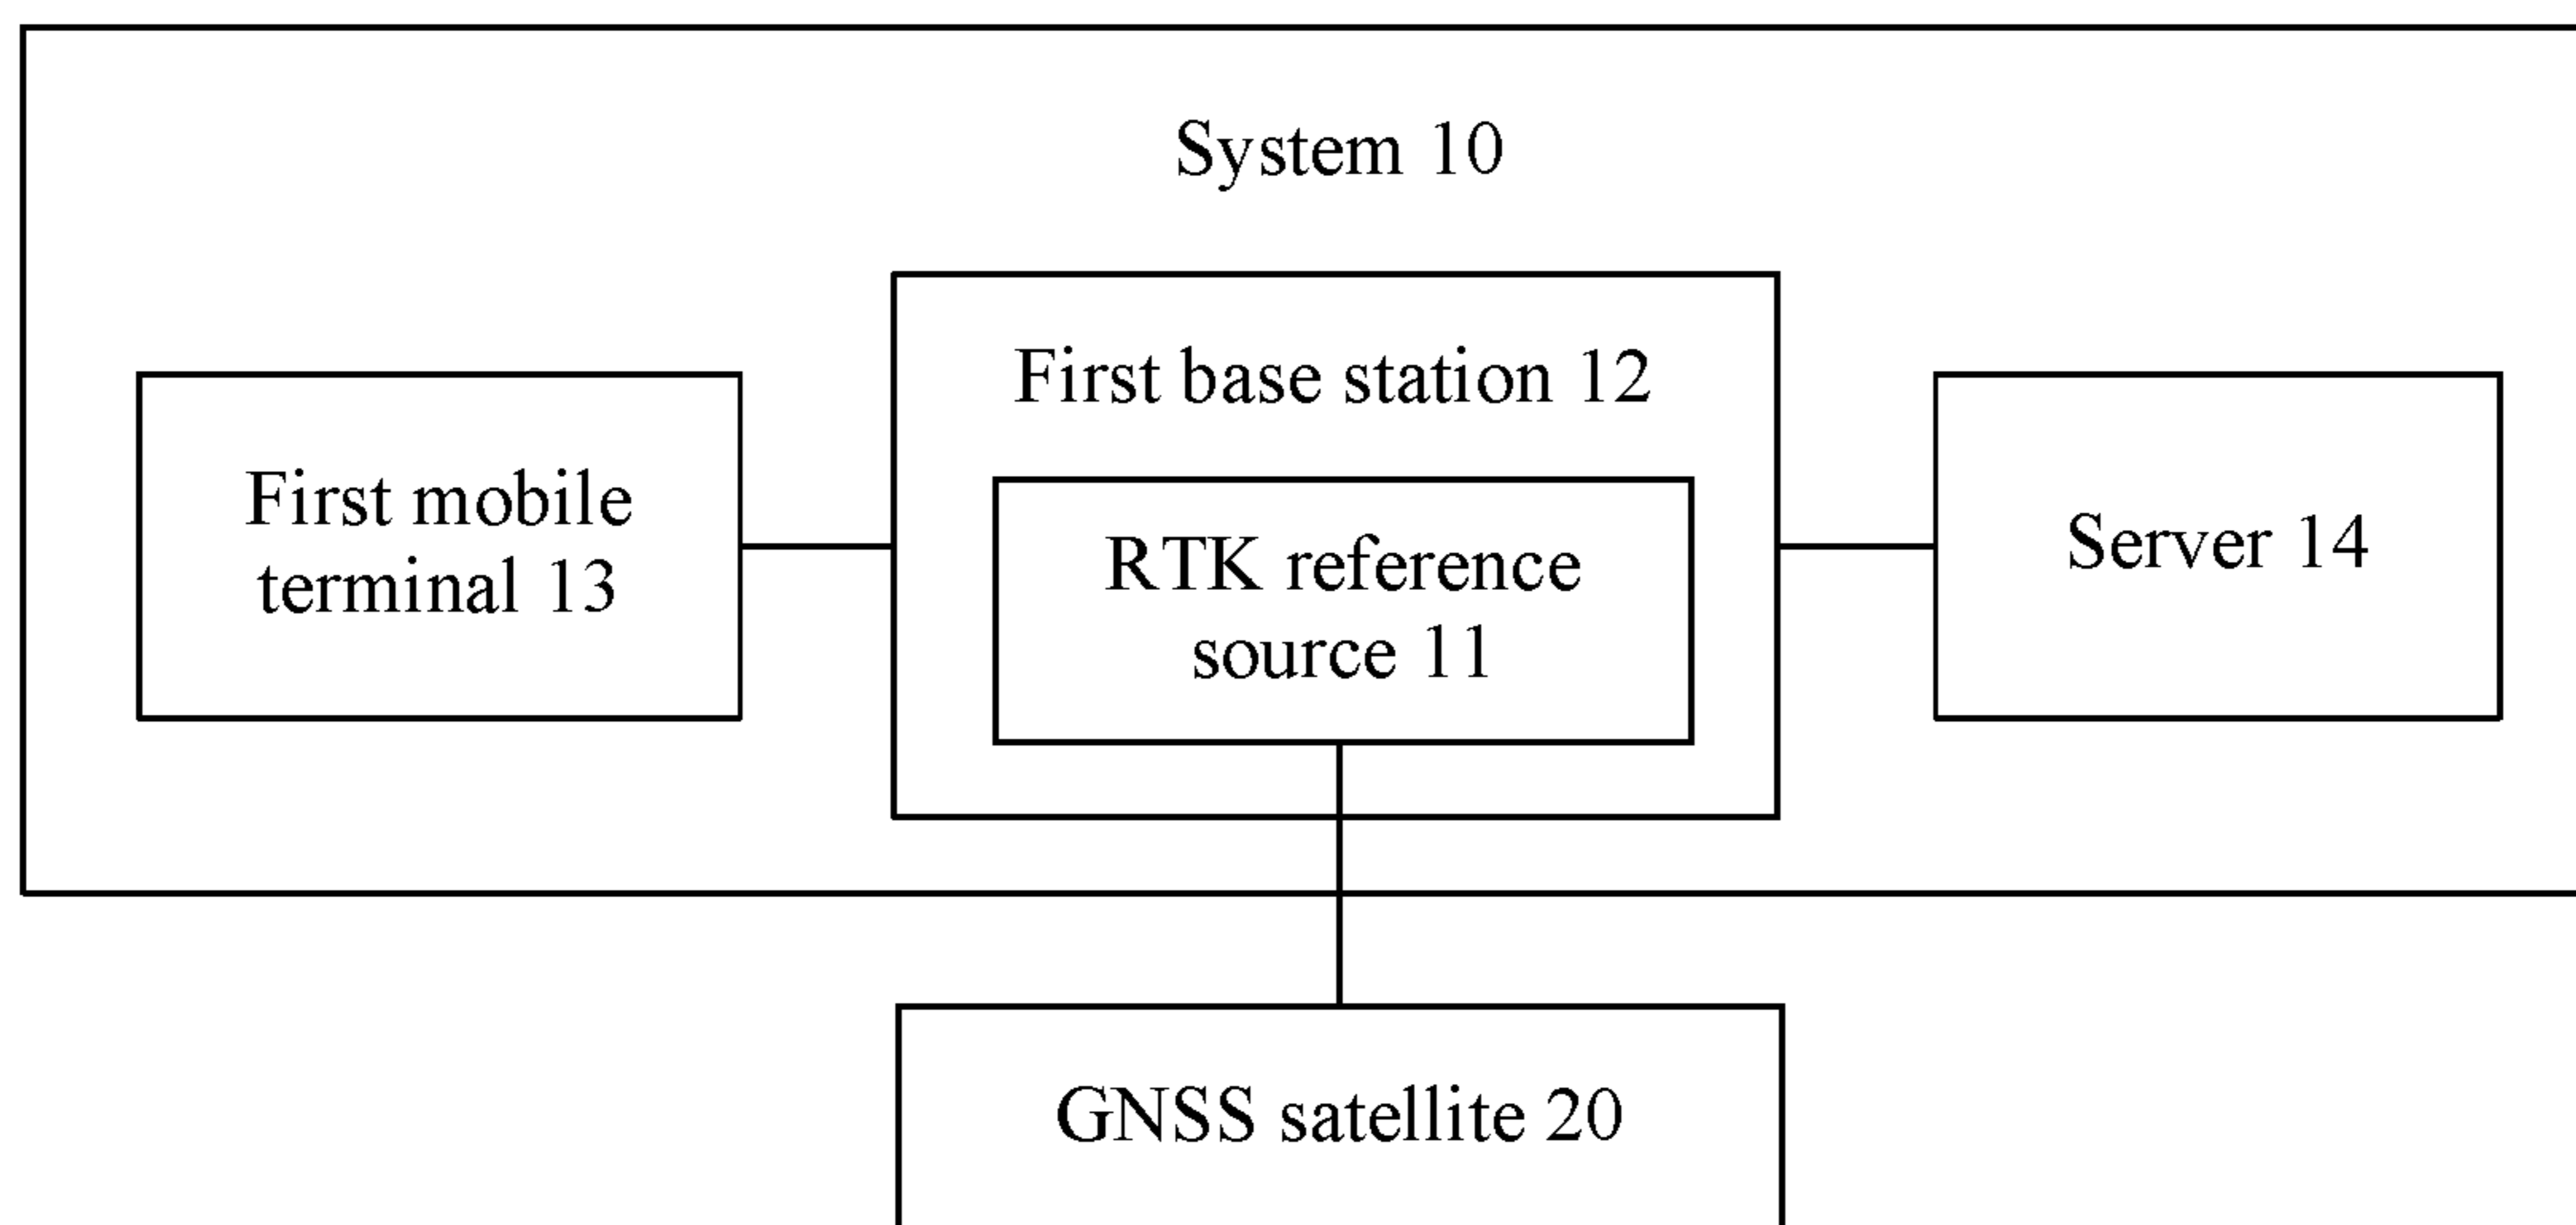 System 10
First base station 12
First mobile
terminal 13
RTK reference
source 11
Server 14
GNSS satellite 20